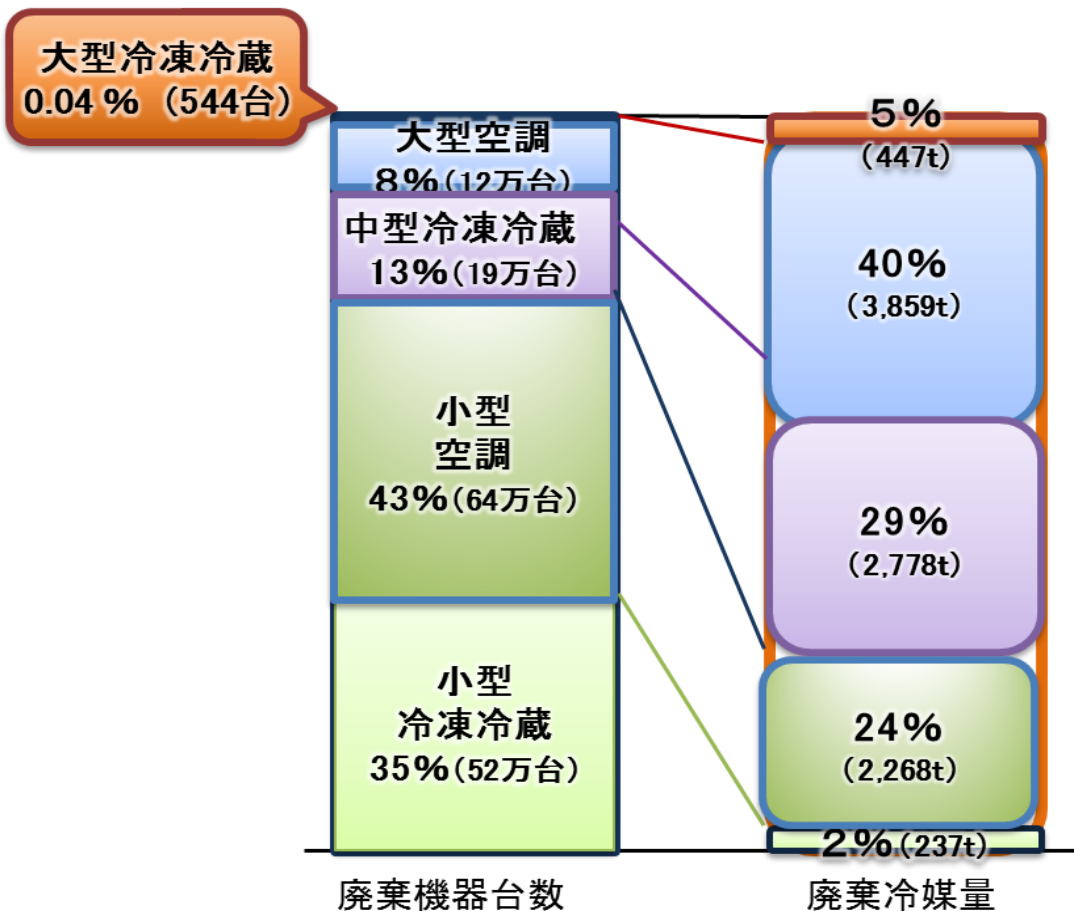 大型冷凍冷蔵
0.04％（544台）
大型空調
8%(12万台)
中型冷凍冷蔵
13%(19万台)
小型
空調
43%(64万台)
小型
冷凍冷蔵
35%(52万台)
廃棄機器台数
5%
(447t)
40%
(3,859t)
29%
(2,778t)
24%
(2,268t)
2%(237t)
廃棄冷媒量